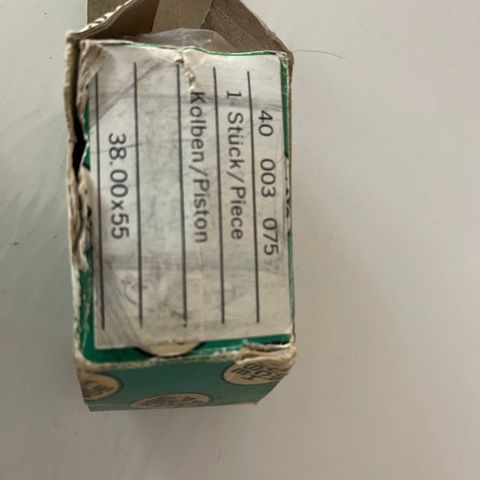 40 003 075
1 Stück/Piece
Kolben/Piston
38.00x55